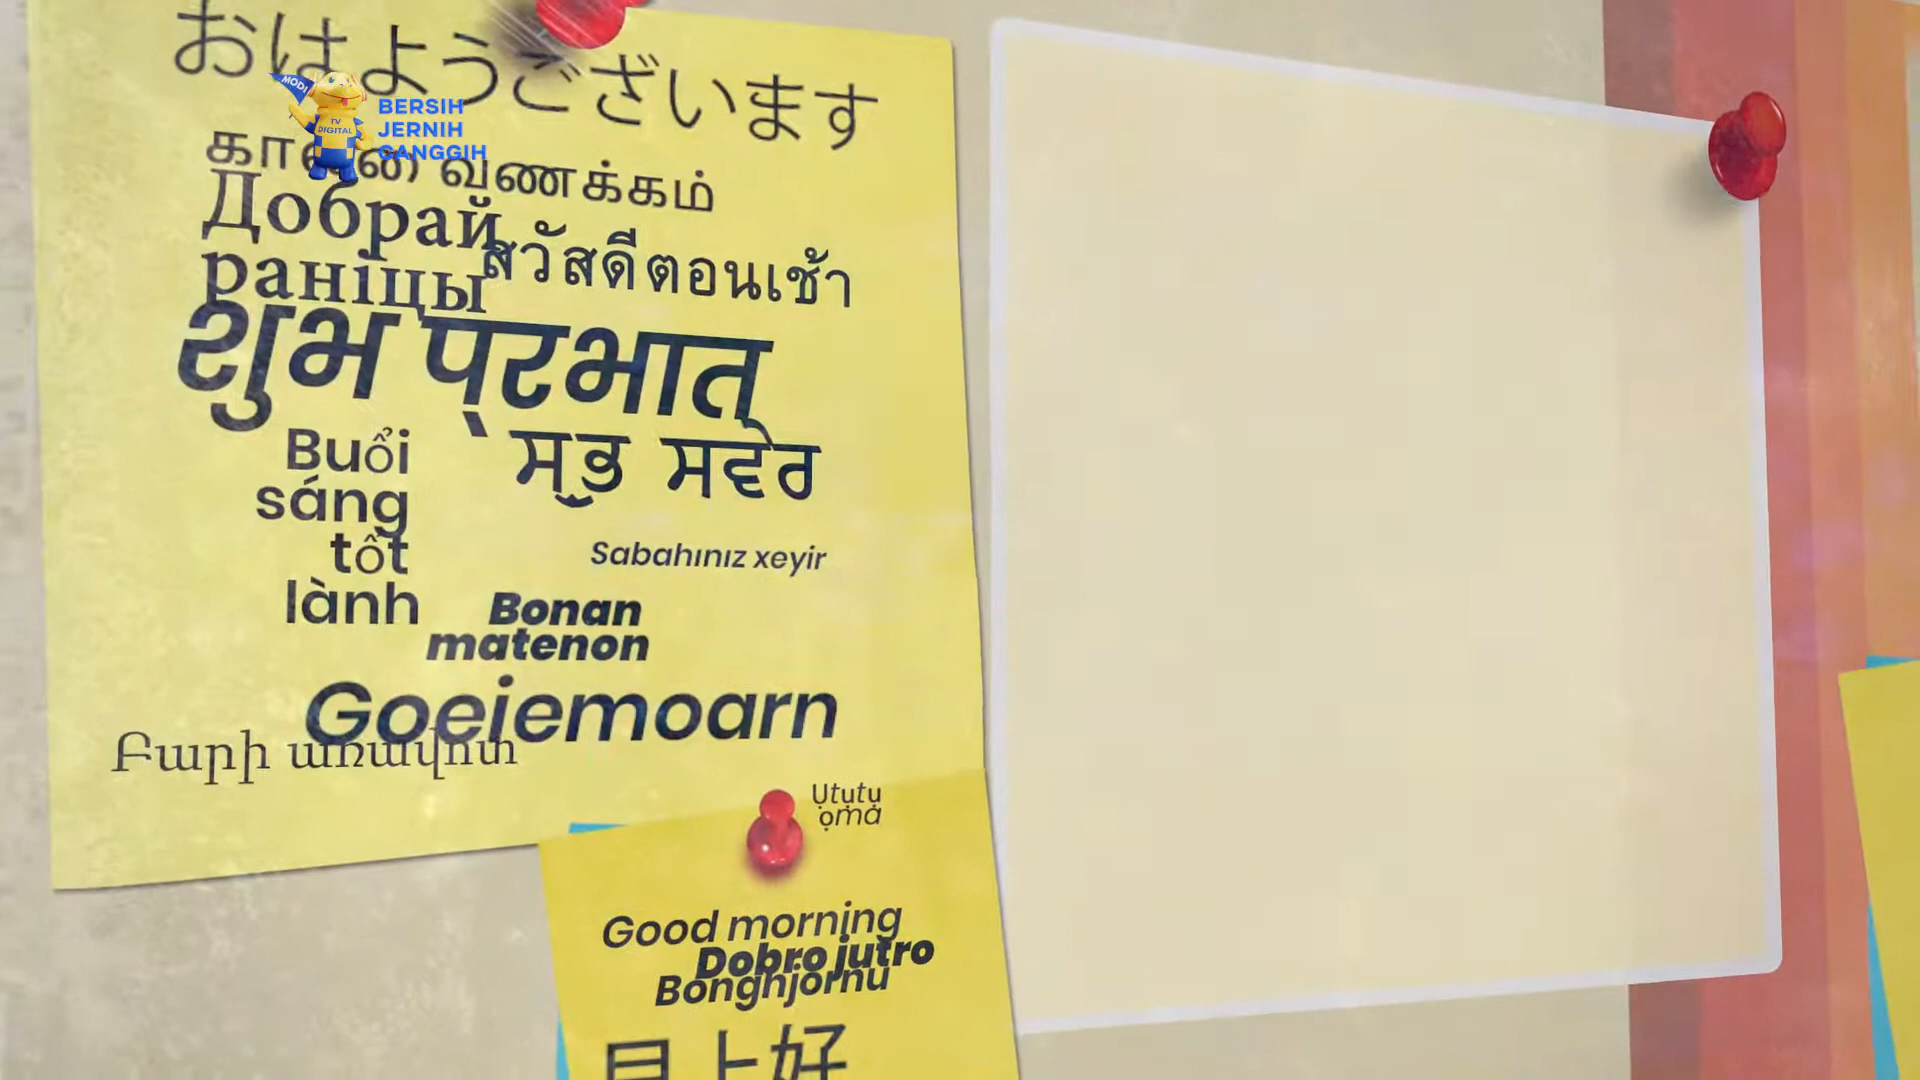 おはようございます
MODI
TV
DIGITAL
BERSIH
JERNIH
CANGGIH
காலை வணக்கம்
Добрай
раніцы
สวัสดีตอนเช้า
शुभ प्रभात्
ਸ੍ਰੁਭ ਸਵੇਰ
Buổi
sáng
tốt
lành
Sabahınız xeyir
Bonan
matenon
Goeiemoarn
Բարի առավոտ
Ụtụtụ
ọma
Good morning
Dobro jutro
Bonghjornu
早上好